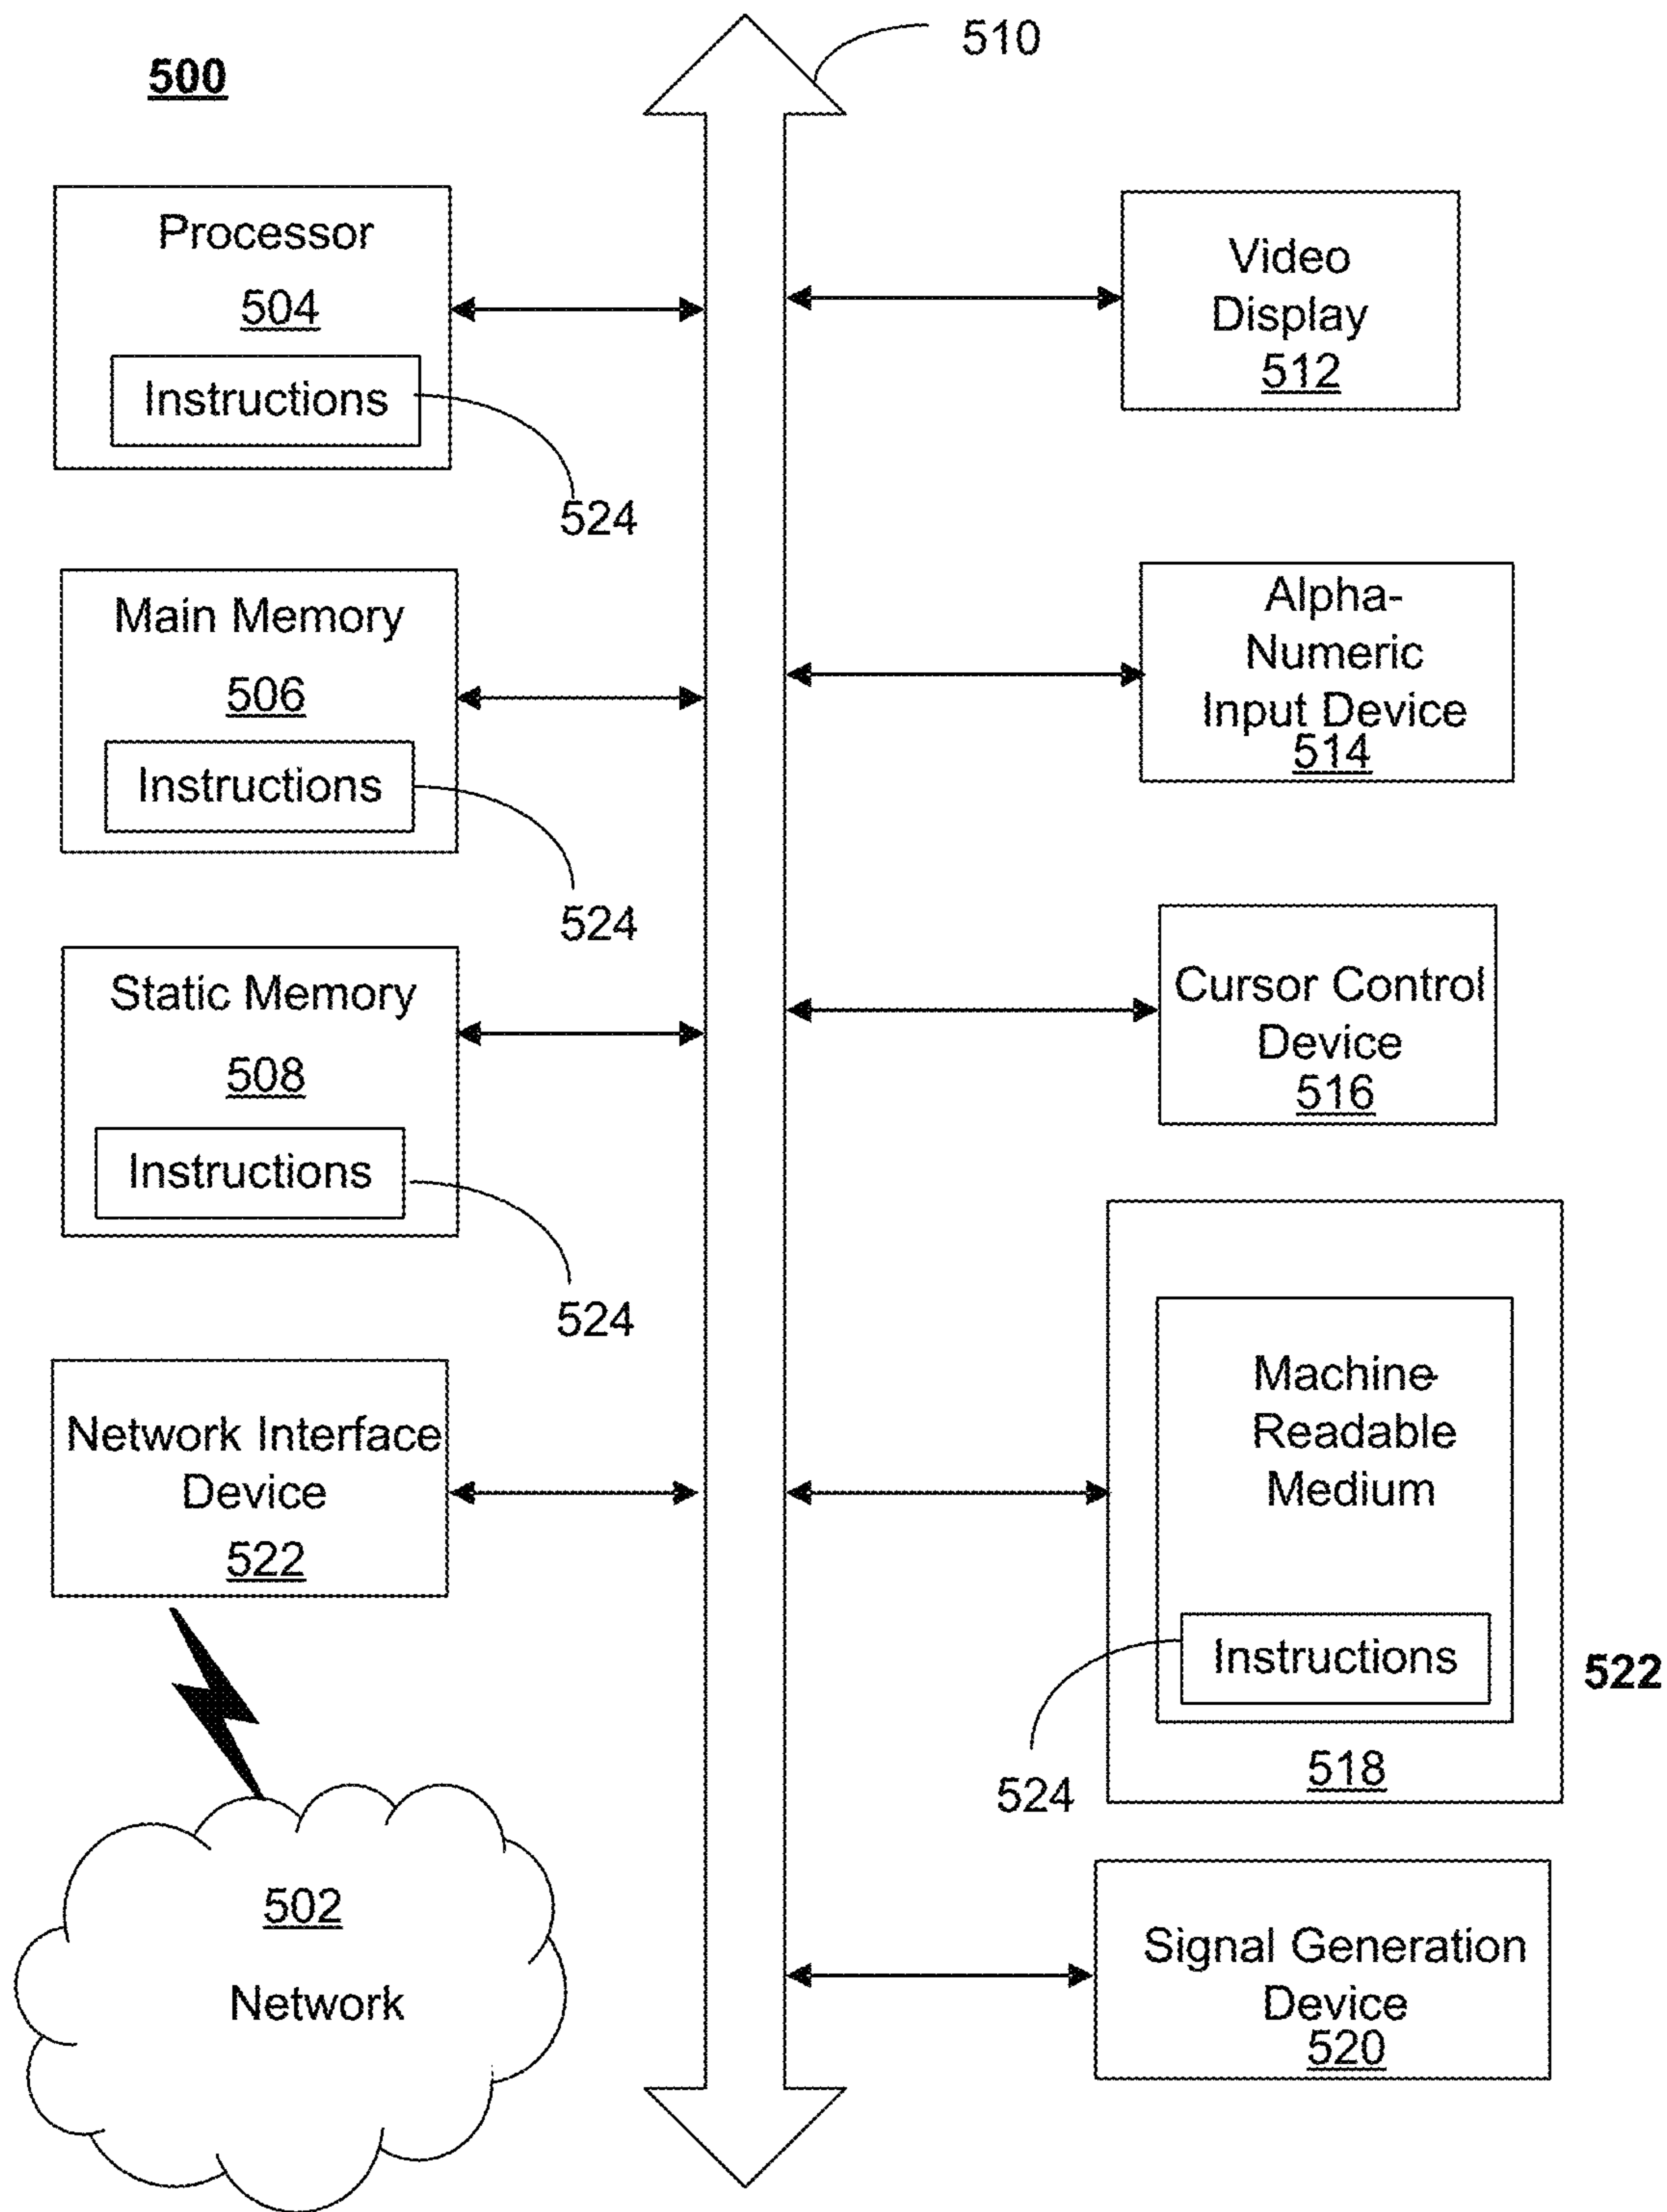 500
510
Processor
504
Instructions
524
Main Memory
506
Instructions
524
Static Memory
508
Instructions
524
Network Interface
Device
522
502
Network
Video
Display
512
Alpha-
Numeric
Input Device
514
Cursor Control
Device
516
Machine-
Readable
Medium
Instructions
522
518
524
Signal Generation
Device
520